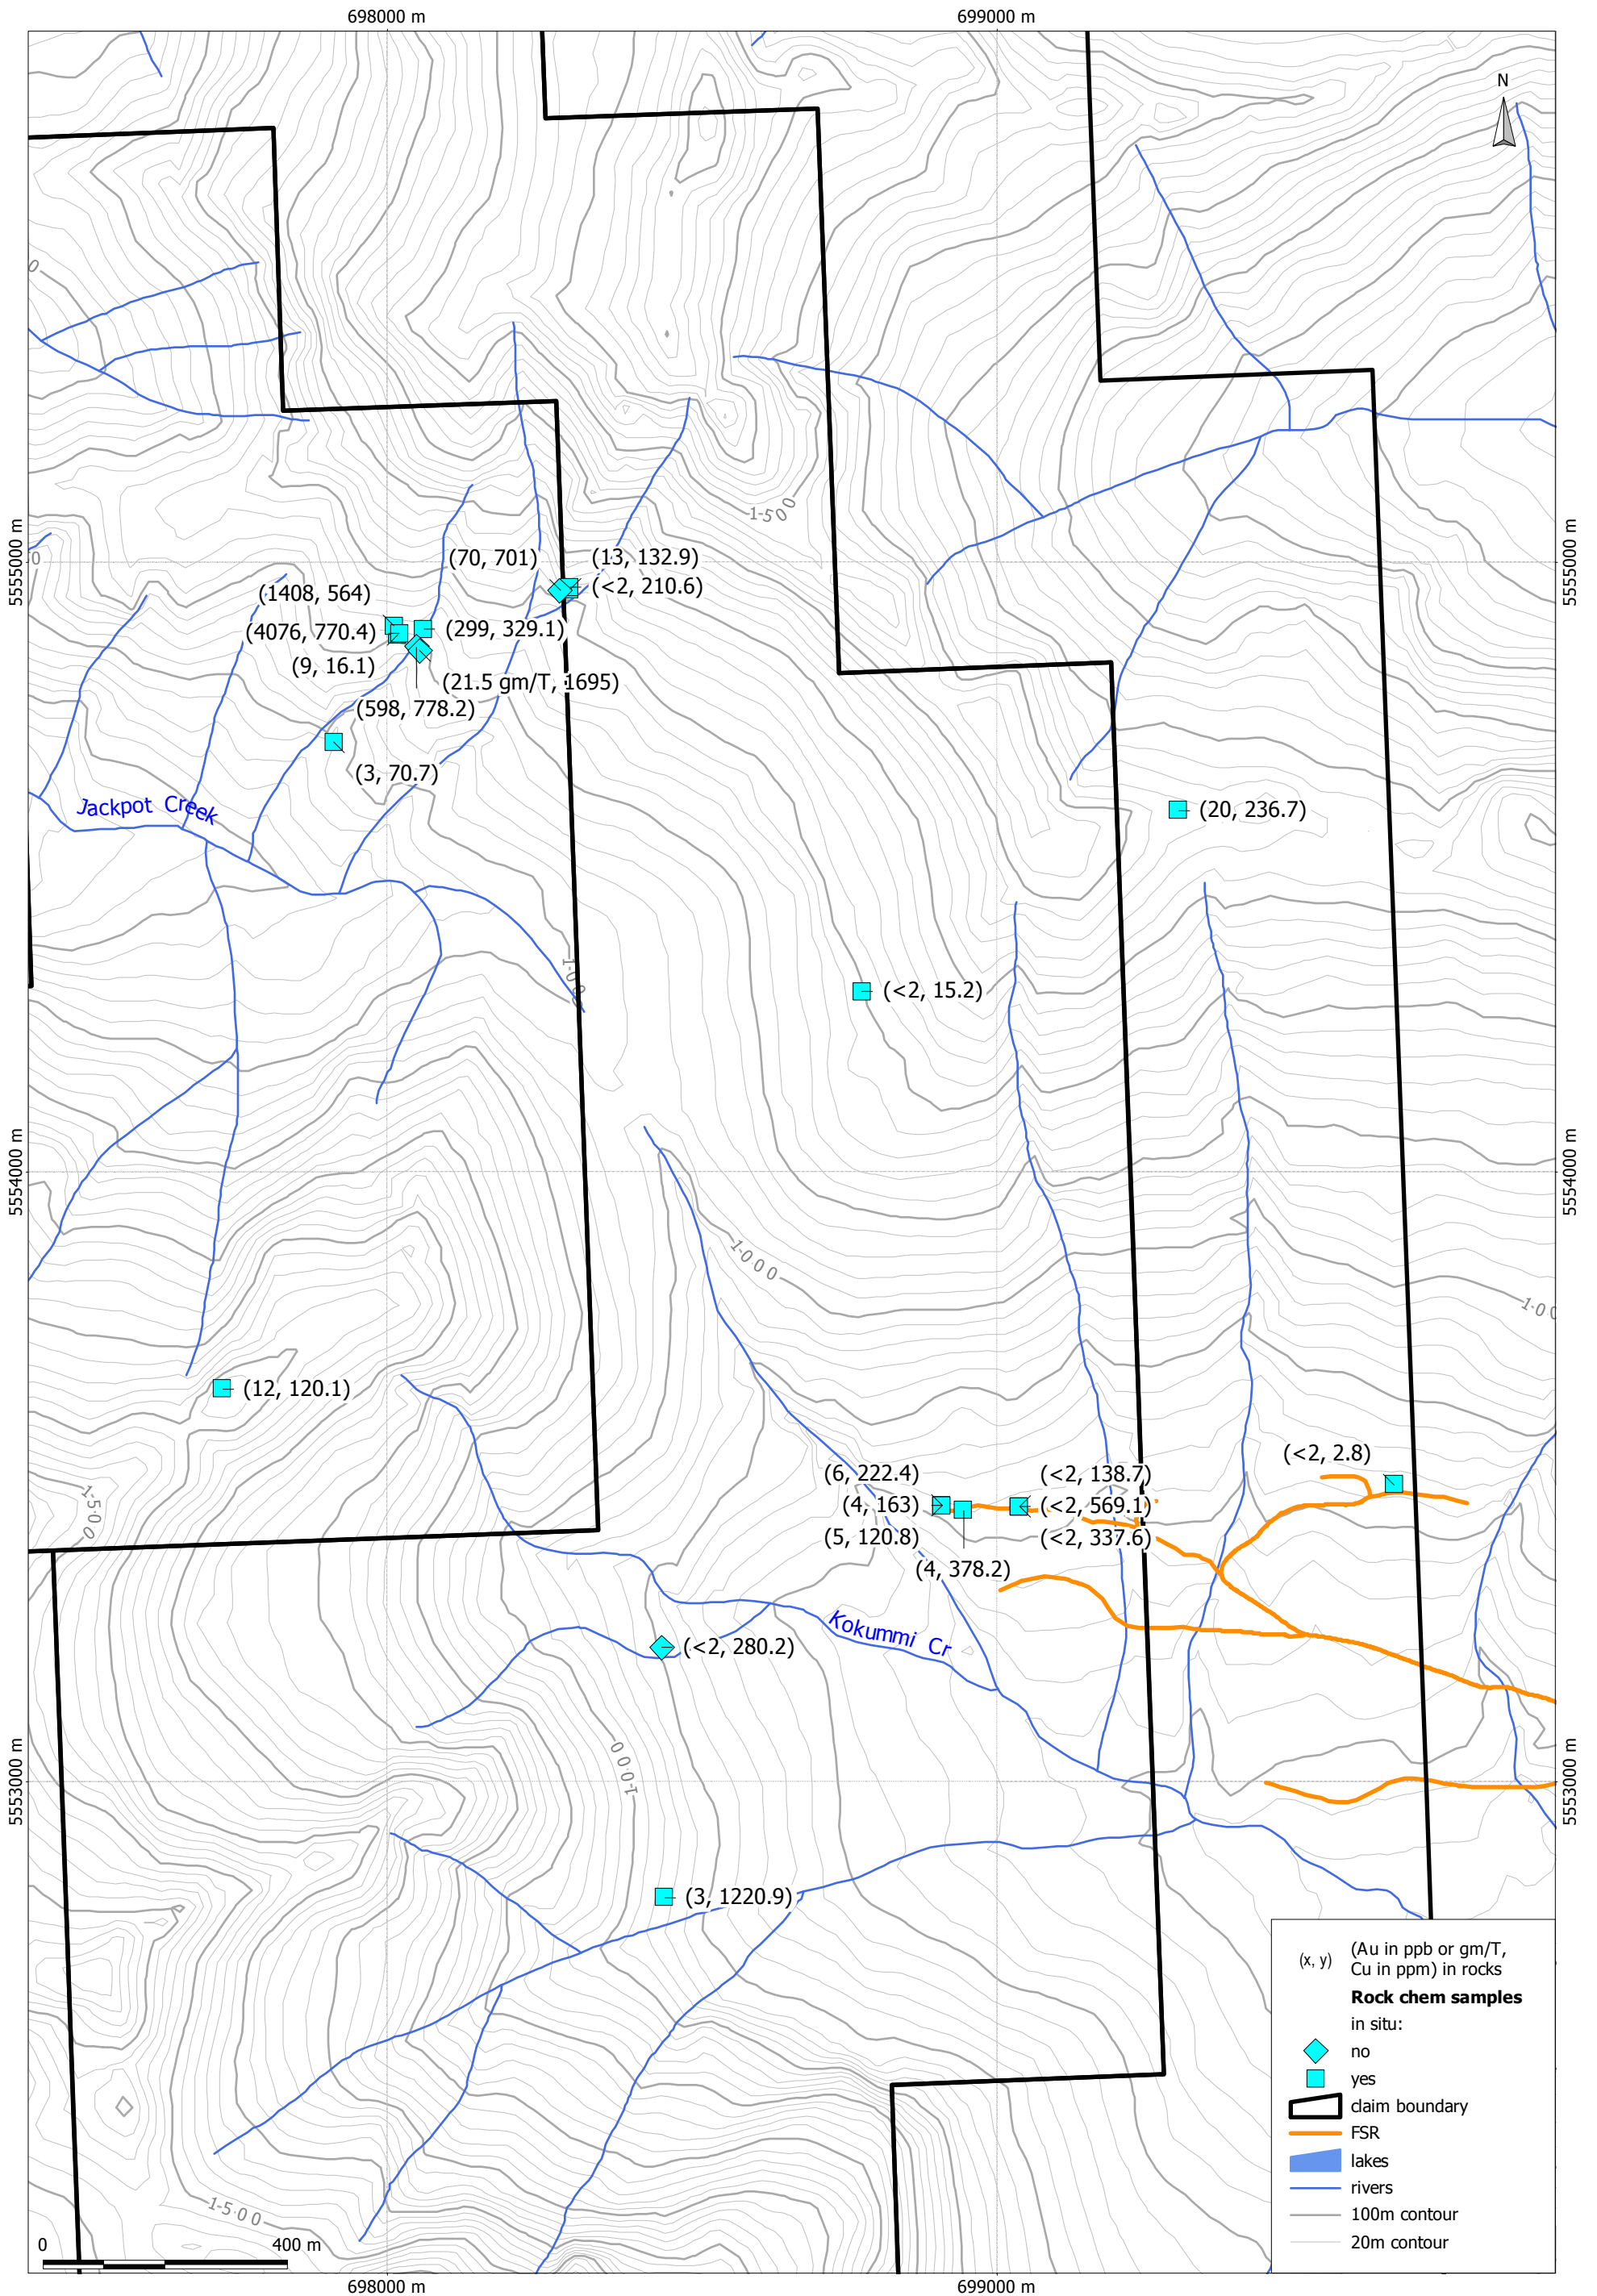 698000 m
699000 m
N
0
1500
5555000 m
5555000 m
0
(70, 701)
(13, 132.9)
(<2, 210.6)
(1408, 564)
(4076, 770.4)
(299, 329.1)
(9, 16.1)
(21.5 gm/T, 1695)
(598, 778.2)
(3, 70.7)
Jackpot Creek
(20, 236.7)
(<2, 15.2)
5554000 m
5554000 m
1000
(12, 120.1)
1500
(<2, 2.8)
(6, 222.4)
(<2, 138.7)
(4, 163)
(<2, 569.1)
(5, 120.8)
(<2, 337.6)
(4, 378.2)
Kokummi Cr
(<2, 280.2)
1000
5553000 m
5553000 m
(3, 1220.9)
(x, y)
(Au in ppb or gm/T,
Cu in ppm) in rocks
Rock chem samples
in situ:
no
yes
claim boundary
FSR
lakes
rivers
100m contour
20m contour
1500
0
400 m
698000 m
699000 m